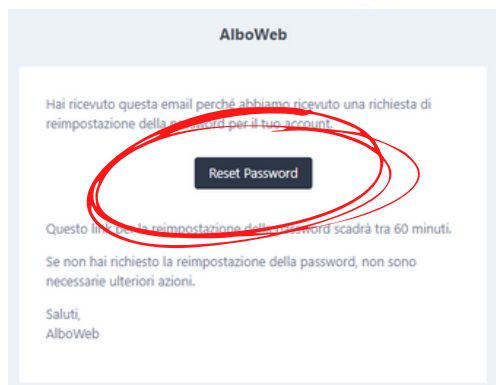 AlboWeb
Hai ricevuto questa email perché abbiamo ricevuto una richiesta di
reimpostazione della password per il tuo account.
Reset Password
Questo link per la reimpostazione della password scadrà tra 60 minuti.
Se non hai richiesto la reimpostazione della password, non sono
necessarie ulteriori azioni.
Saluti,
AlboWeb